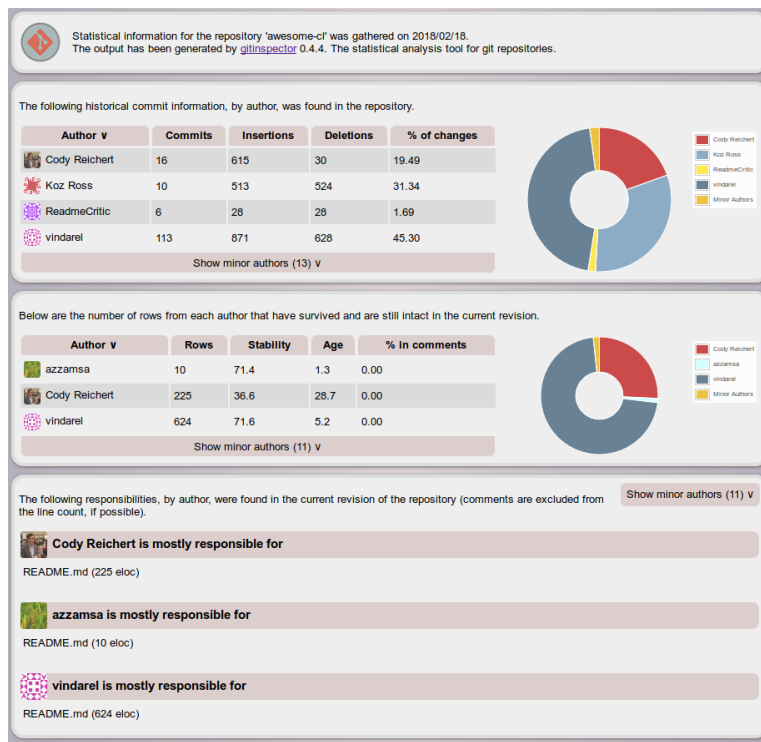 Statistical information for the repository 'awesome-cl' was gathered on 2018/02/18.
The output has been generated by gitinspector 0.4.4. The statistical analysis tool for git repositories.
The following historical commit information, by author, was found in the repository.
Author ∨ Commits Insertions Deletions % of changes
Cody Reichert 16 615 30 19.49
Koz Ross 10 513 524 31.34
ReadmeCritic 6 28 28 1.69
vindarel 113 871 628 45.30
Show minor authors (13) ∨
Cody Reichert
Koz Ross
ReadmeCritic
vindarel
Minor Authors
Below are the number of rows from each author that have survived and are still intact in the current revision.
Author ∨ Rows Stability Age % in comments
azzamsa 10 71.4 1.3 0.00
Cody Reichert 225 36.6 28.7 0.00
vindarel 624 71.6 5.2 0.00
Show minor authors (11) ∨
Cody Reichert
azzamsa
vindarel
Minor Authors
The following responsibilities, by author, were found in the current revision of the repository (comments are excluded from
the line count, if possible).
Show minor authors (11) ∨
Cody Reichert is mostly responsible for
README.md (225 eloc)
azzamsa is mostly responsible for
README.md (10 eloc)
vindarel is mostly responsible for
README.md (624 eloc)